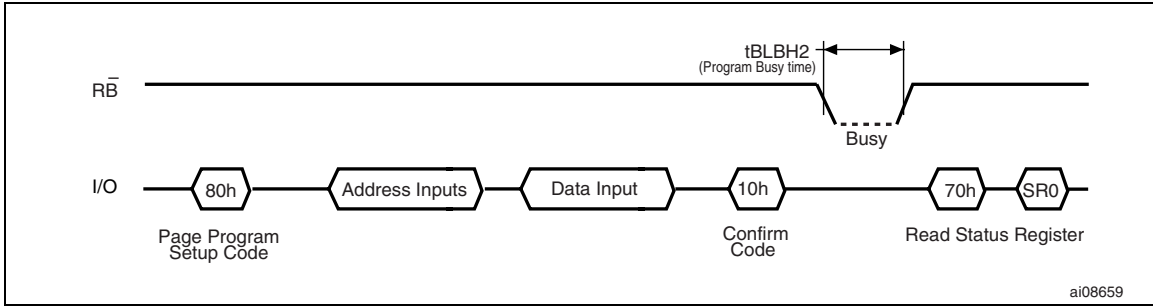 tBLBH2
(Program Busy time)
RB̅
Busy
I/O
80h
Address Inputs
Data Input
10h
70h
SR0
Page Program
Setup Code
Confirm
Code
Read Status Register
ai08659